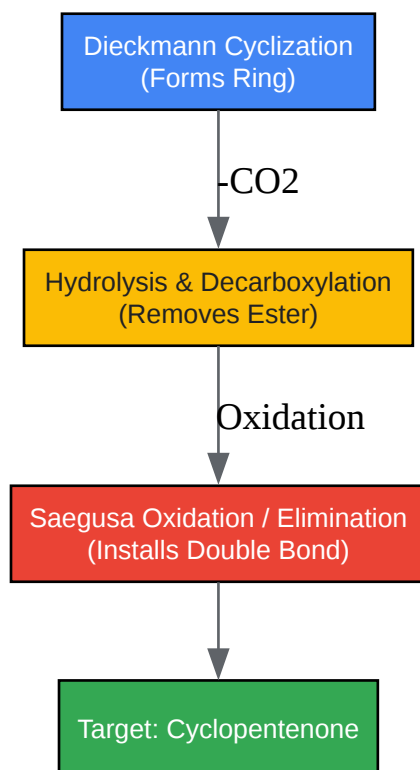 Dieckmann Cyclization
(Forms Ring)
-CO2
Hydrolysis & Decarboxylation
(Removes Ester)
Oxidation
Saegusa Oxidation / Elimination
(Installs Double Bond)
Target: Cyclopentenone